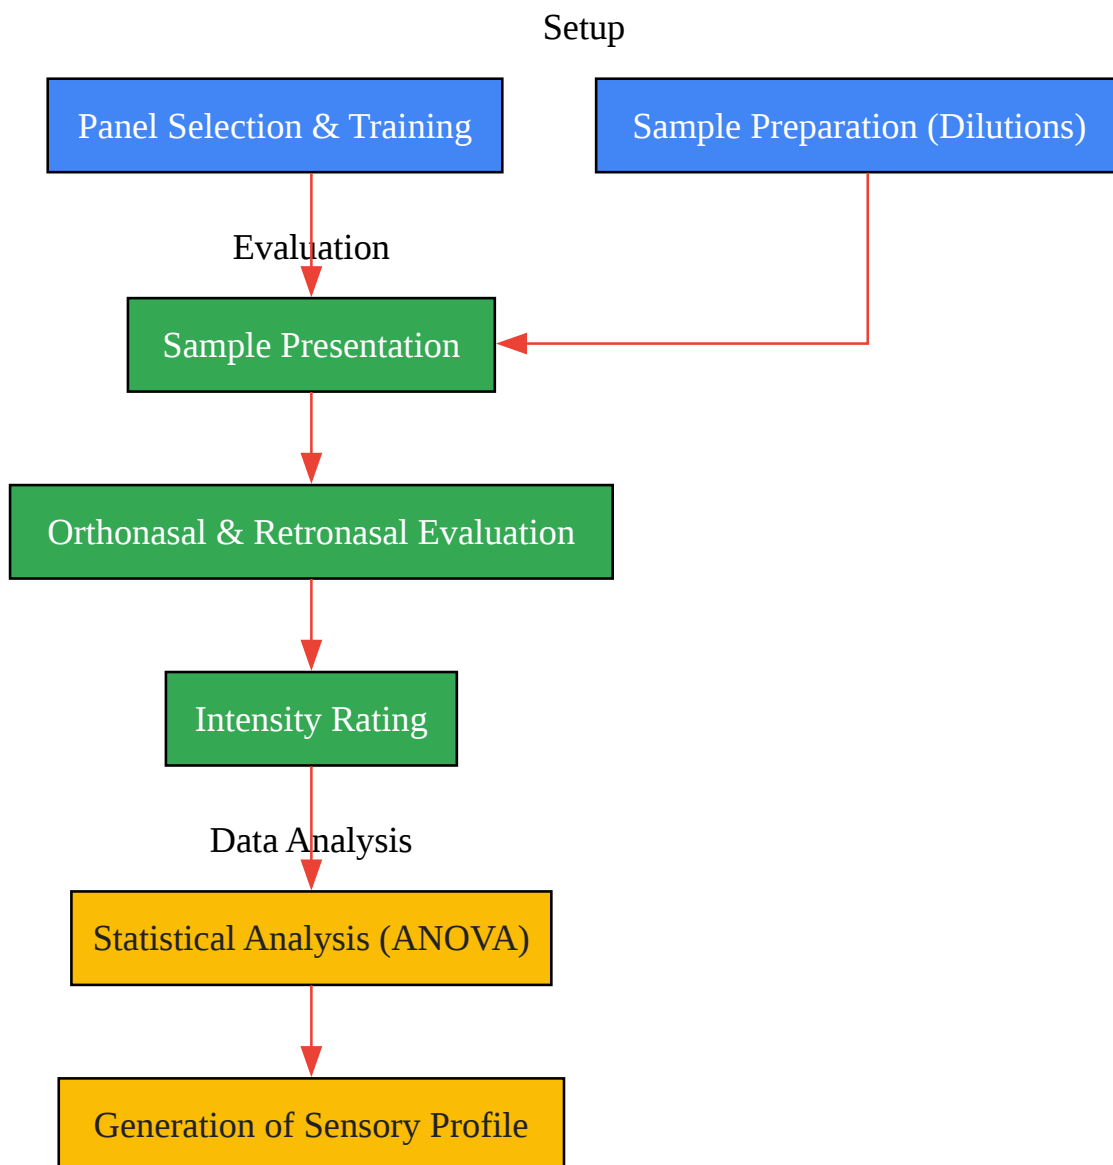 Setup
Panel Selection & Training
Sample Preparation (Dilutions)
Evaluation
Sample Presentation
Orthonasal & Retronasal Evaluation
Intensity Rating
Data Analysis
Statistical Analysis (ANOVA)
Generation of Sensory Profile